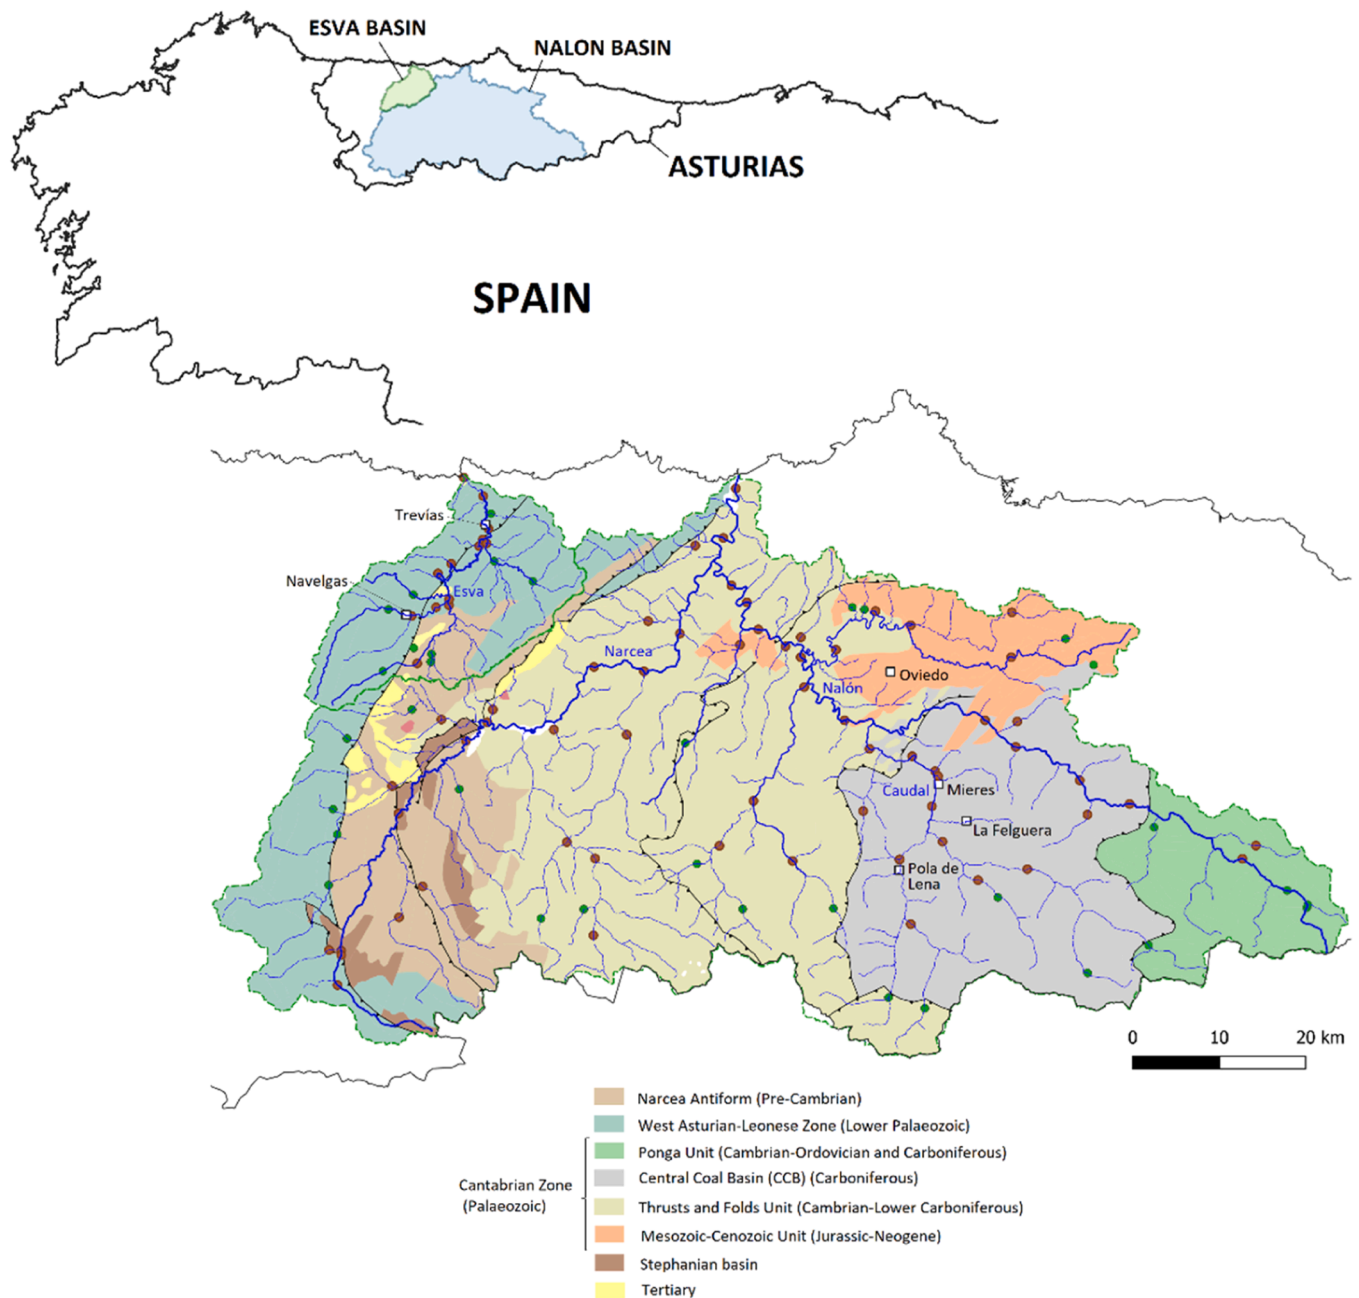 ESVA BASIN
NALON BASIN
ASTURIAS
SPAIN
Trevías
Navelgas
Esva
Narcea
Oviedo
Nalón
Caudal
Mieres
La Felguera
Pola de
Lena
0 10 20 km
Narcea Antiform (Pre-Cambrian)
West Asturian-Leonese Zone (Lower Palaeozoic)
Ponga Unit (Cambrian-Ordovician and Carboniferous)
Central Coal Basin (CCB) (Carboniferous)
Cantabrian Zone
(Palaeozoic)
Thrusts and Folds Unit (Cambrian-Lower Carboniferous)
Mesozoic-Cenozoic Unit (Jurassic-Neogene)
Stephanian basin
Tertiary